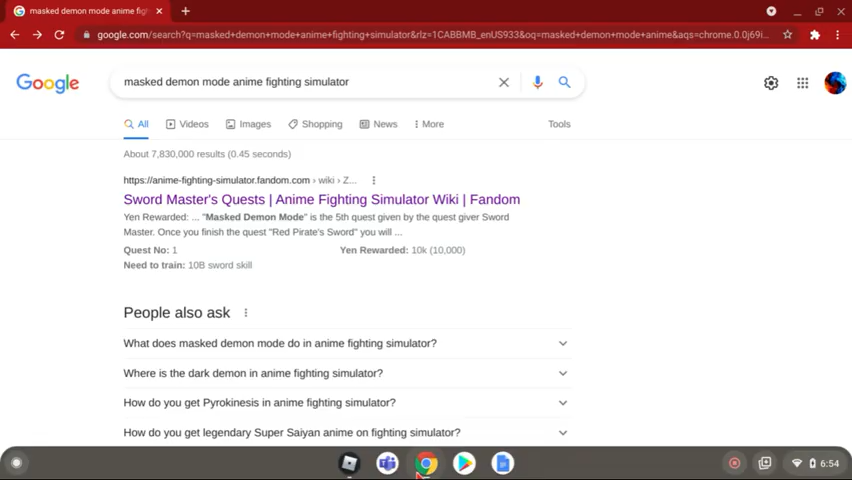 masked demon mode anime figh
google.com/search?q=masked+demon+mode+anime+fighting+simulator&rlz=1CABBMB_enUS933&oq=masked+demon+mode+anime&aqs=chrome.0.0j69i...
Google
masked demon mode anime fighting simulator
All Videos Images Shopping News More Tools
About 7,830,000 results (0.45 seconds)
https://anime-fighting-simulator.fandom.com › wiki › Z...
Sword Master's Quests | Anime Fighting Simulator Wiki | Fandom
Yen Rewarded: ... "Masked Demon Mode" is the 5th quest given by the quest giver Sword
Master. Once you finish the quest "Red Pirate's Sword" you will ...
Quest No: 1 Yen Rewarded: 10k (10,000)
Need to train: 10B sword skill
People also ask
What does masked demon mode do in anime fighting simulator?
Where is the dark demon in anime fighting simulator?
How do you get Pyrokinesis in anime fighting simulator?
How do you get legendary Super Saiyan anime on fighting simulator?
6:54